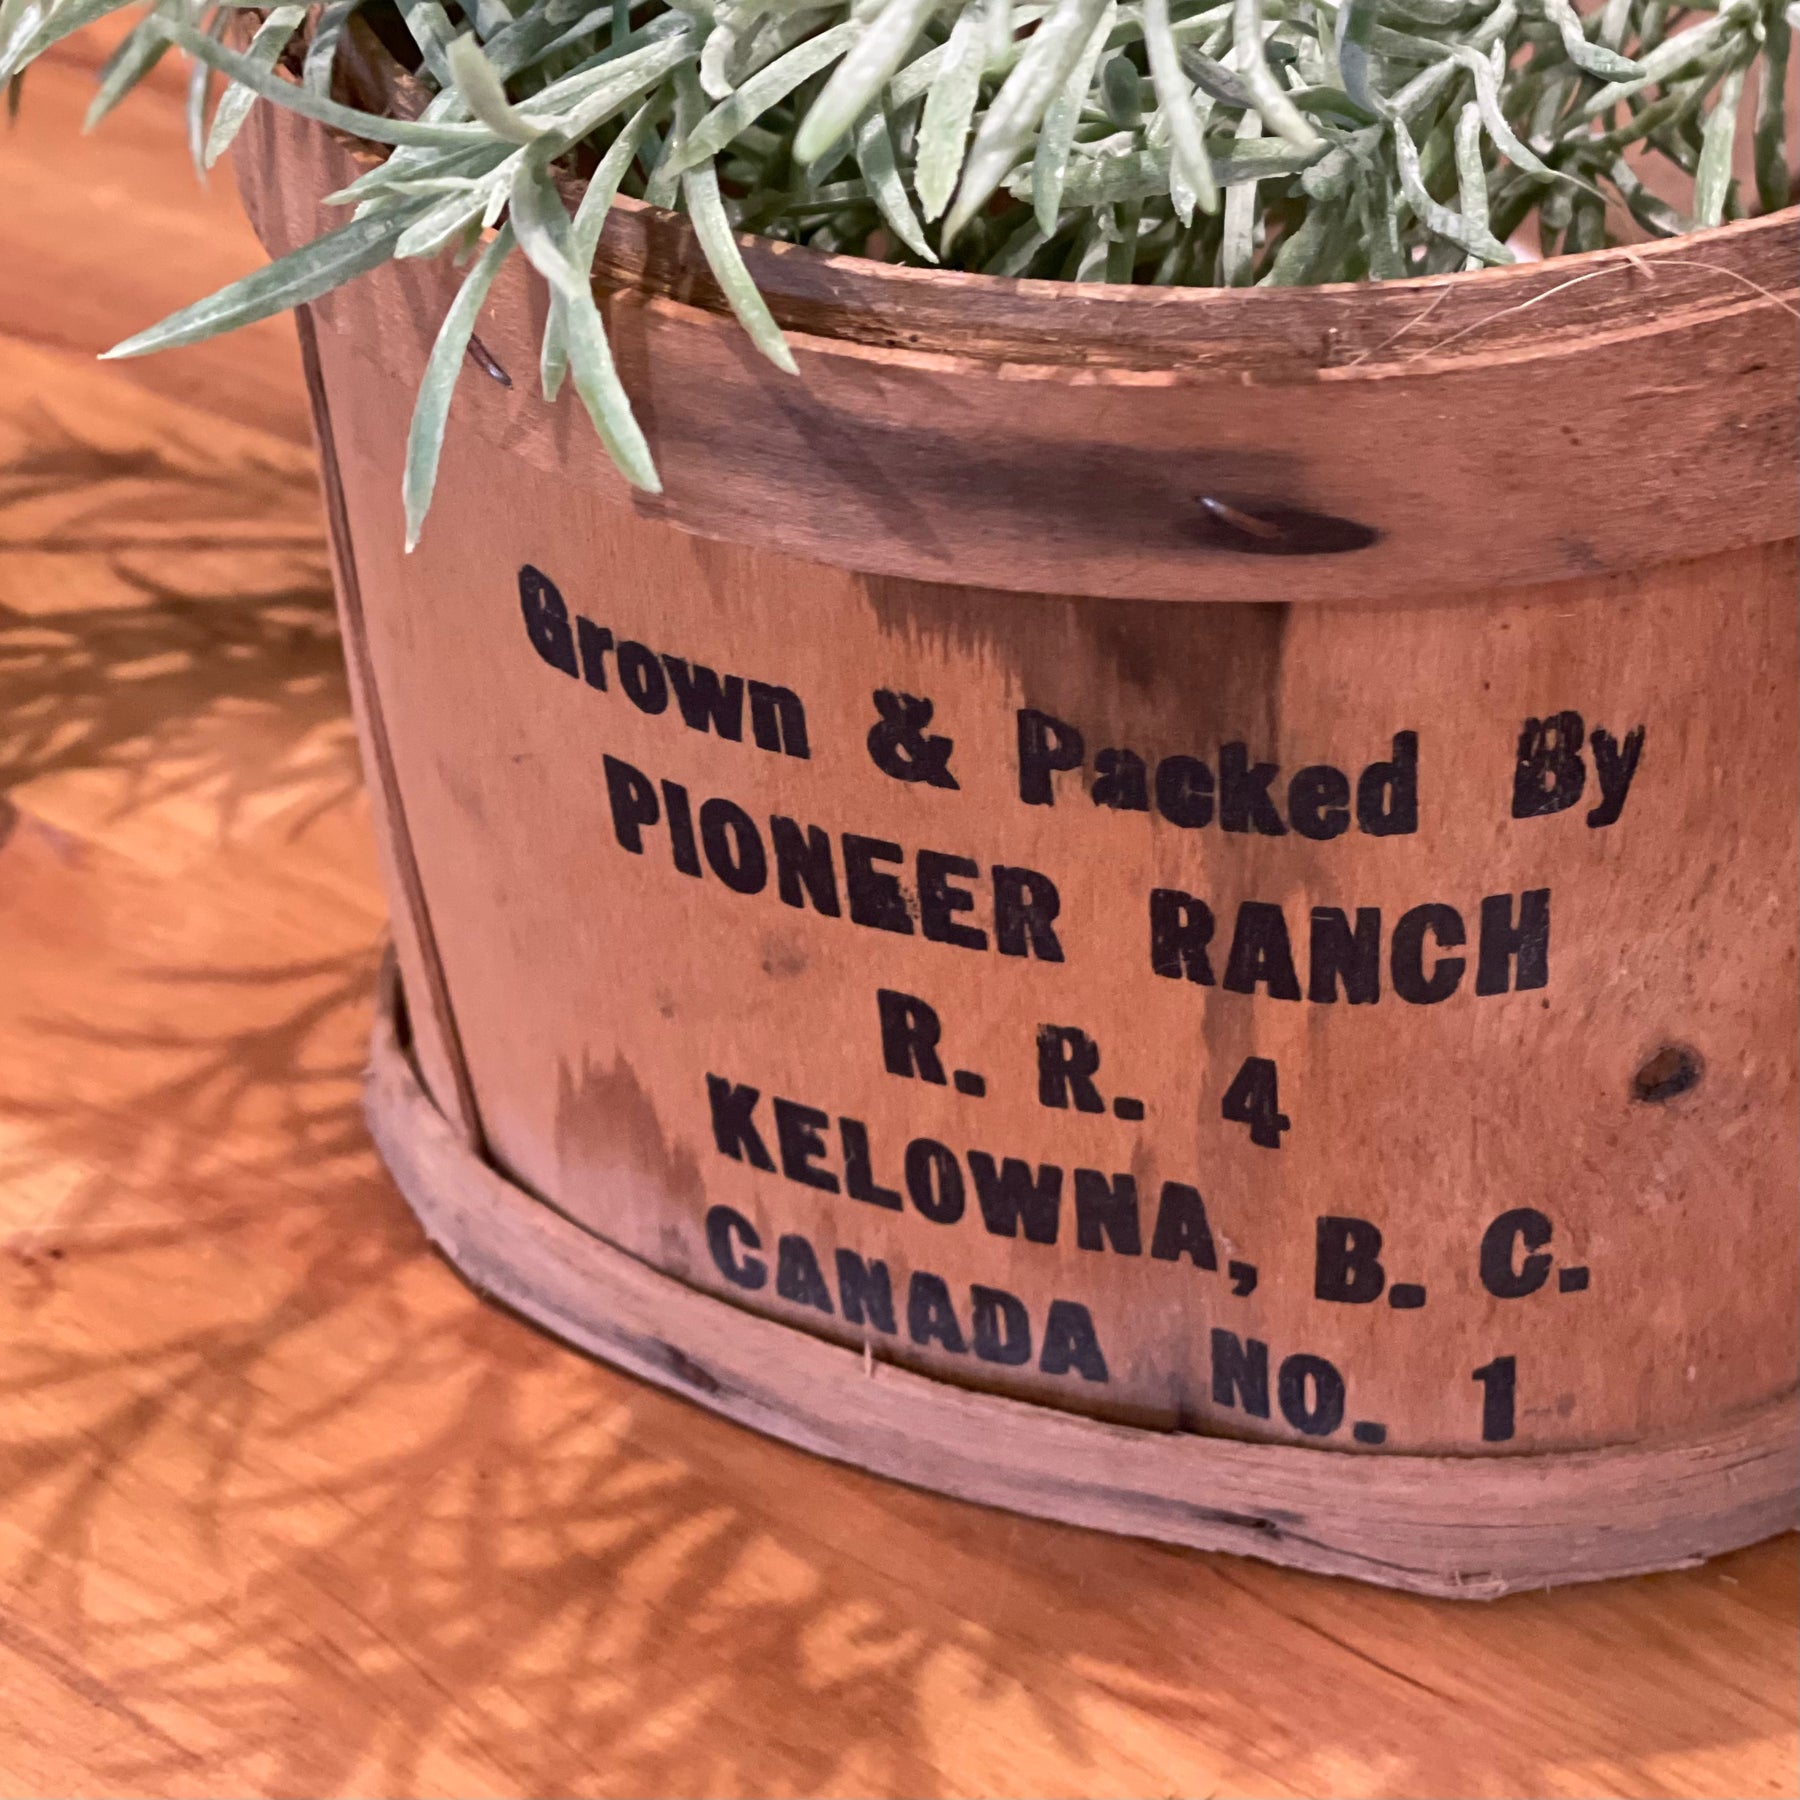 Grown & Packed By
PIONEER RANCH
R. R. 4
KELOWNA, B. C.
CANADA NO. 1